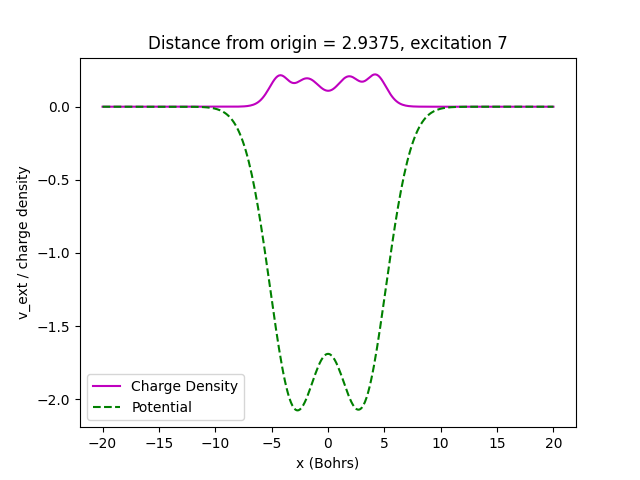 Distance from origin = 2.9375, excitation 7
v_ext / charge density
0.0
−0.5
−1.0
−1.5
−2.0
Charge Density
Potential
−20 −15 −10 −5 0 5 10 15 20
x (Bohrs)